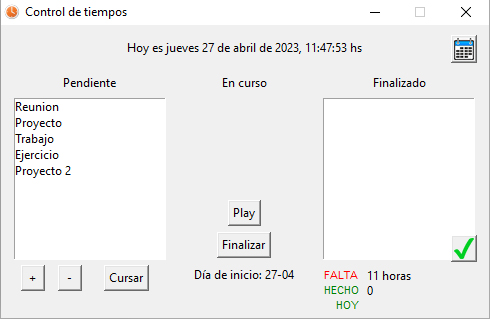 Control de tiempos
Hoy es jueves 27 de abril de 2023, 11:47:53 hs
Pendiente
En curso
Finalizado
Reunion
Proyecto
Trabajo
Ejercicio
Proyecto 2
Play
Finalizar
+
-
Cursar
Día de inicio: 27-04
FALTA 11 horas
HECHO 0
HOY